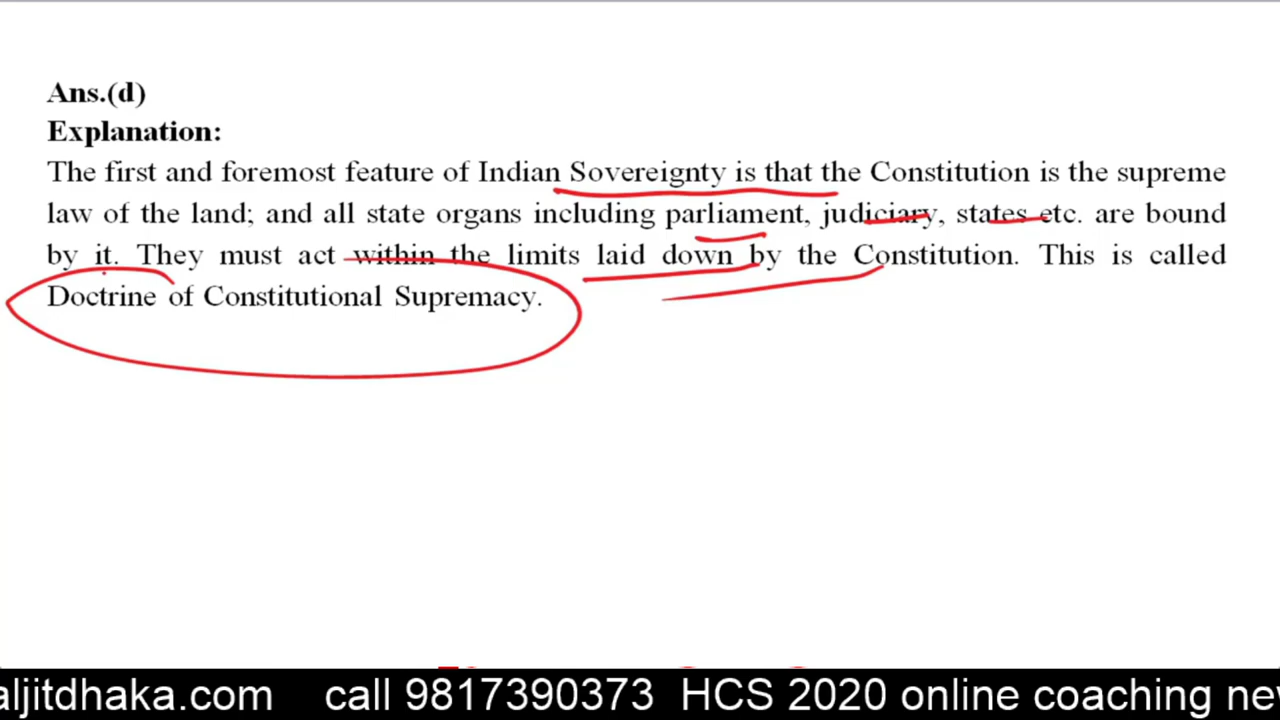 Ans.(d)
Explanation:
The first and foremost feature of Indian Sovereignty is that the Constitution is the supreme
law of the land; and all state organs including parliament, judiciary, states etc. are bound
by it. They must act within the limits laid down by the Constitution. This is called
Doctrine of Constitutional Supremacy.
aljitdhaka.com call 9817390373 HCS 2020 online coaching ne